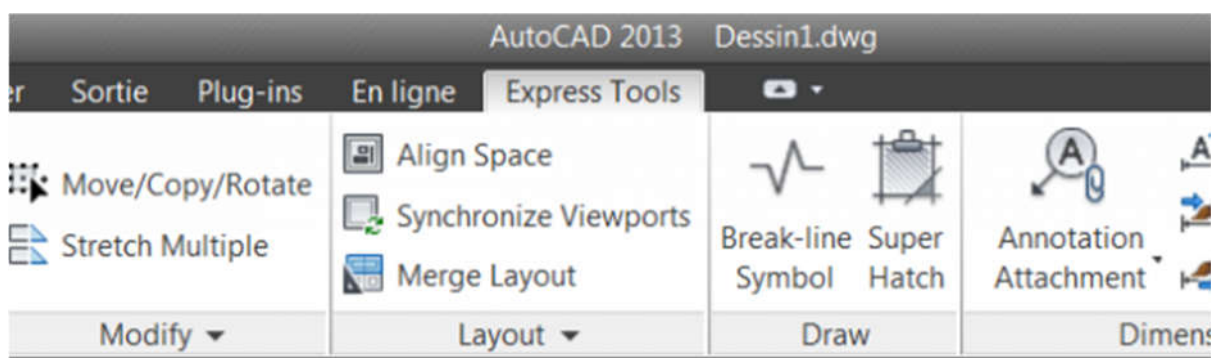 AutoCAD 2013 Dessin1.dwg
Sortie Plug-ins En ligne Express Tools
Move/Copy/Rotate
Stretch Multiple
Modify
Align Space
Synchronize Viewports
Merge Layout
Layout
Break-line
Symbol
Super
Hatch
Draw
Annotation
Attachment